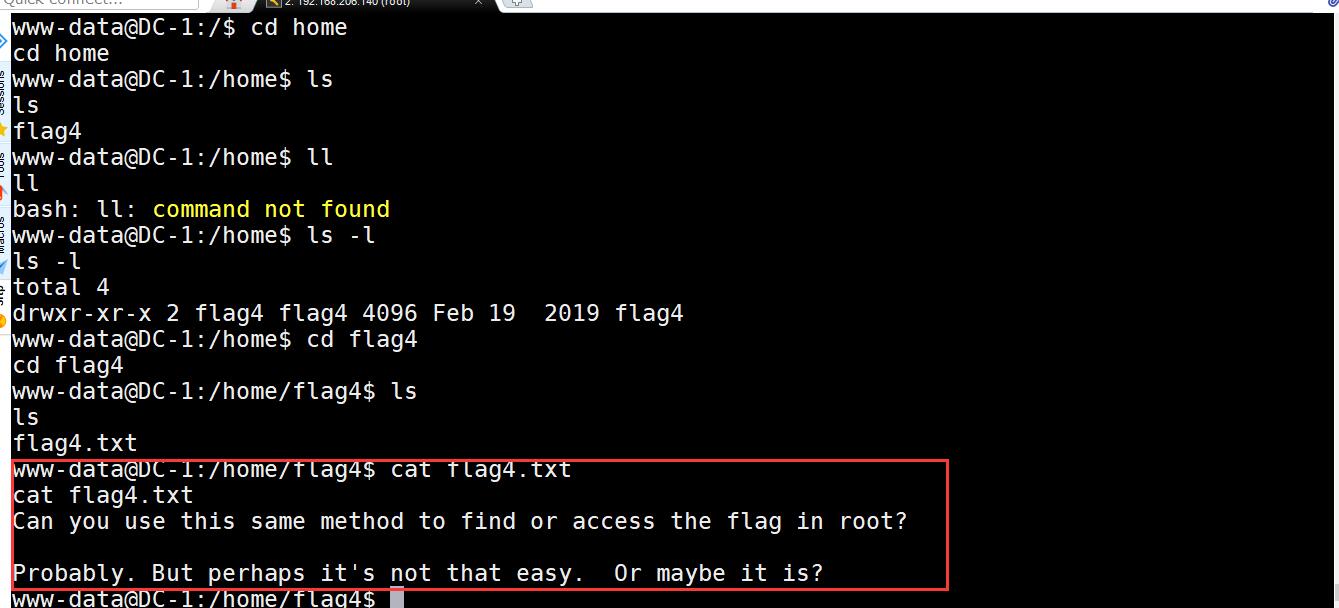 Quick connect...
2. 192.168.206.140 (root)
Sessions
Tools
Macros
Sftp
www-data@DC-1:/$ cd home
cd home
www-data@DC-1:/home$ ls
ls
flag4
www-data@DC-1:/home$ ll
ll
bash: ll: command not found
www-data@DC-1:/home$ ls -l
ls -l
total 4
drwxr-xr-x 2 flag4 flag4 4096 Feb 19  2019 flag4
www-data@DC-1:/home$ cd flag4
cd flag4
www-data@DC-1:/home/flag4$ ls
ls
flag4.txt
www-data@DC-1:/home/flag4$ cat flag4.txt
cat flag4.txt
Can you use this same method to find or access the flag in root?
Probably. But perhaps it's not that easy.  Or maybe it is?
www-data@DC-1:/home/flag4$